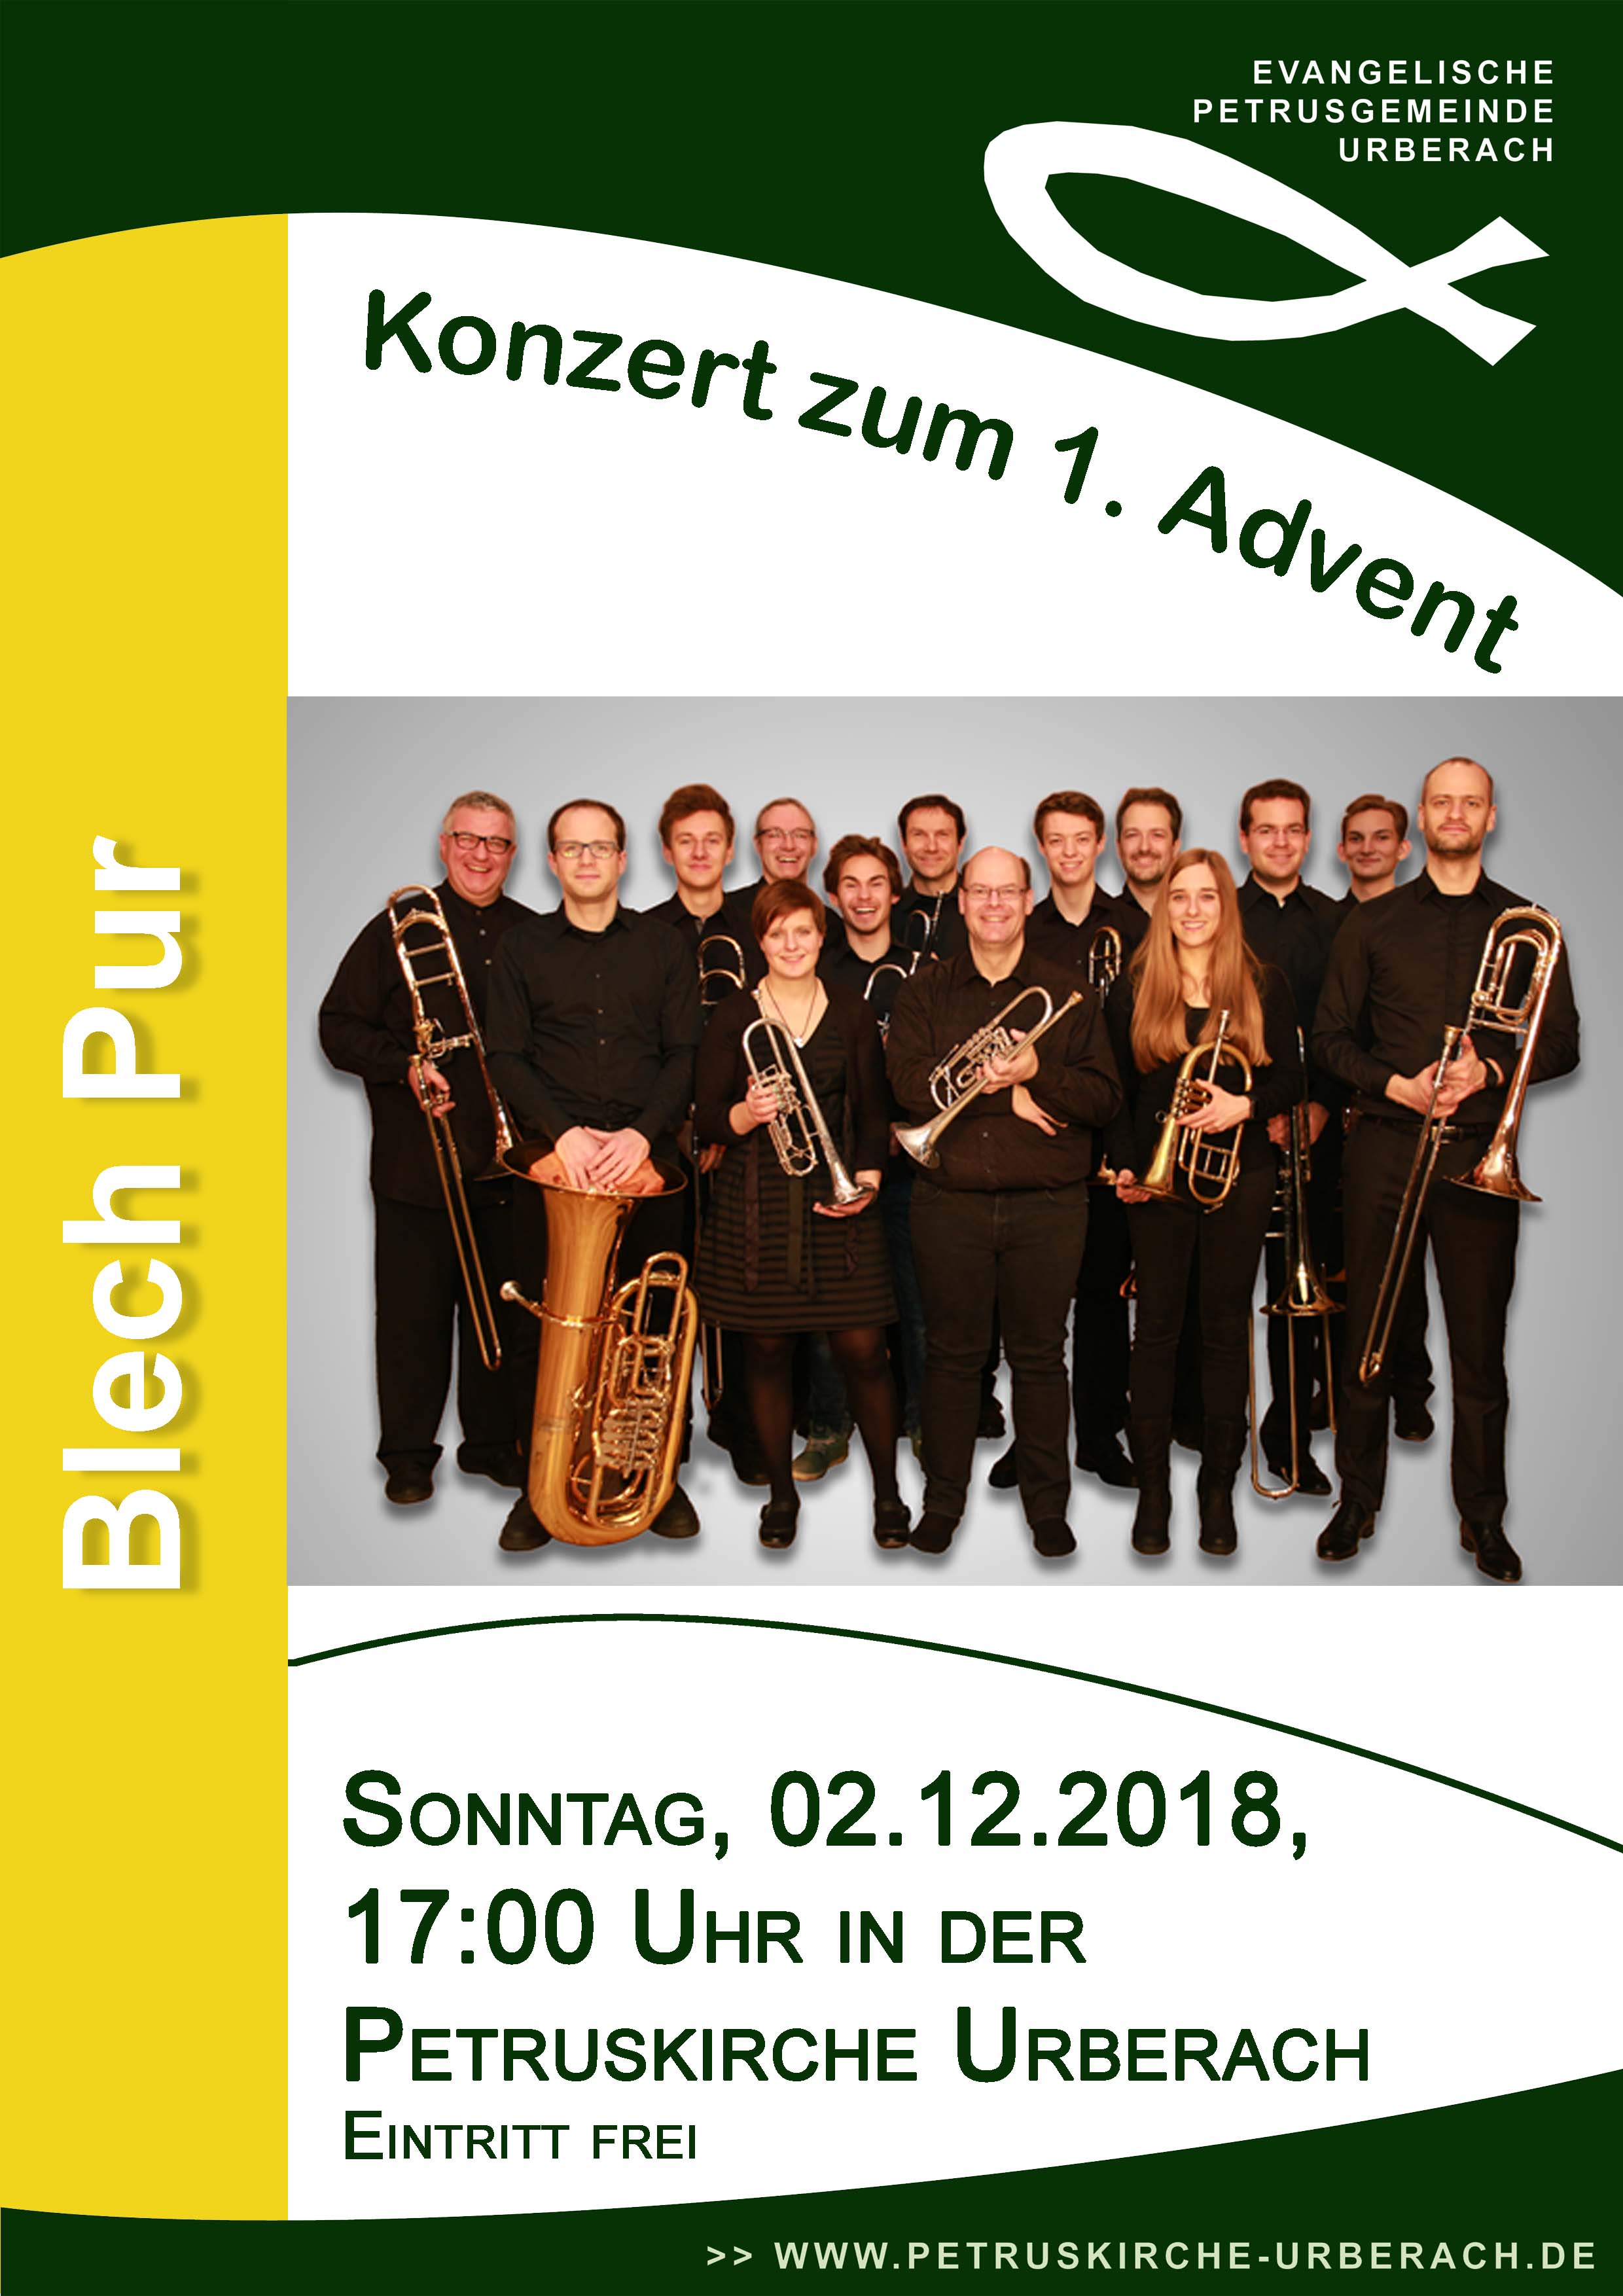 EVANGELISCHE
PETRUSGEMEINDE
URBERACH
Konzert zum 1. Advent
Blech Pur
SONNTAG, 02.12.2018,
17:00 UHR IN DER
PETRUSKIRCHE URBERACH
EINTRITT FREI
>> WWW.PETRUSKIRCHE-URBERACH.DE